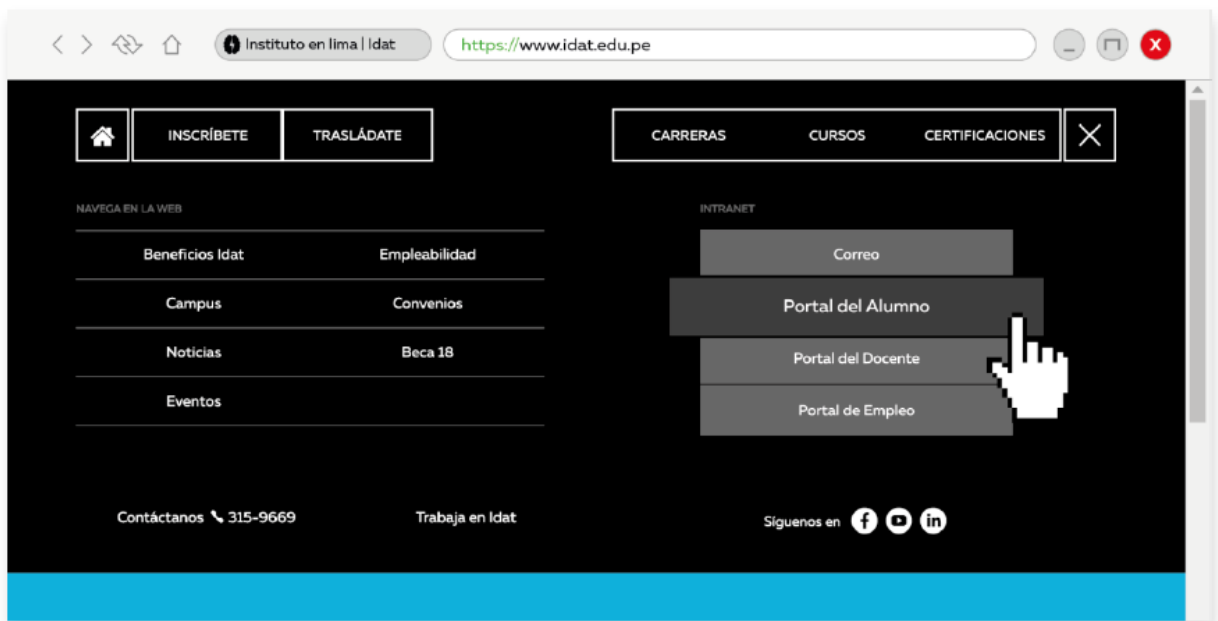 Instituto en lima | Idat
https://www.idat.edu.pe
INSCRÍBETE
TRASLÁDATE
CARRERAS
CURSOS
CERTIFICACIONES
NAVEGA EN LA WEB
Beneficios Idat
Empleabilidad
Campus
Convenios
Noticias
Beca 18
Eventos
INTRANET
Correo
Portal del Alumno
Portal del Docente
Portal de Empleo
Contáctanos 315-9669
Trabaja en Idat
Síguenos en